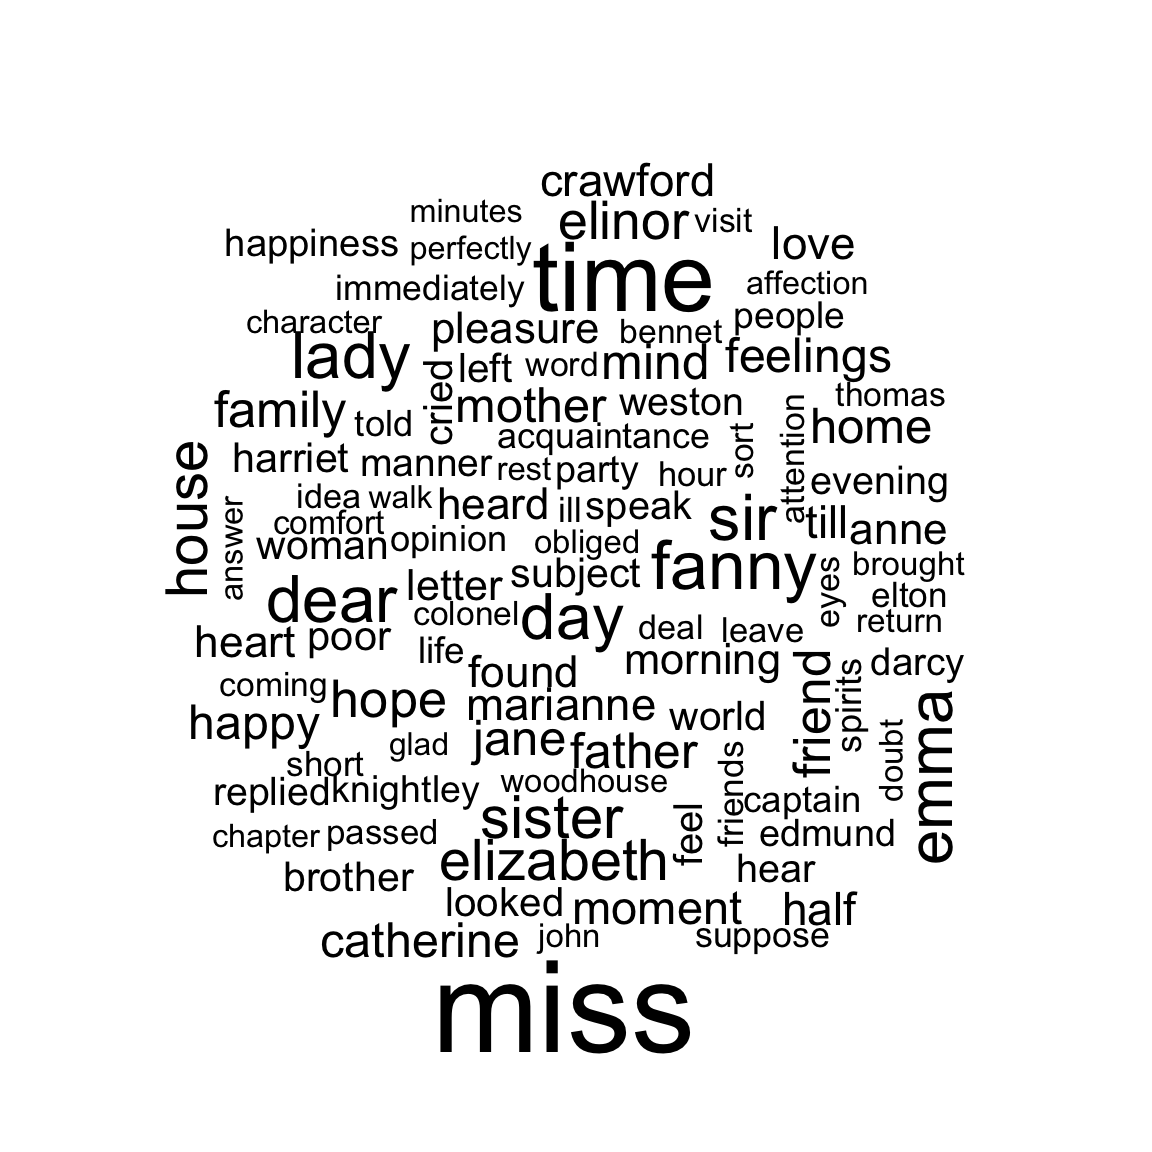 crawford
minutes
elinor visit
happiness perfectly love
time
immediately affection
character pleasure bennet people
lady left word mind feelings
cried
family told mother weston thomas
acquaintance sort attention home
harriet manner rest party hour evening
house
idea walk heard ill speak sir
answer comfort till anne
woman opinion obliged fanny brought
dear letter subject eyes elton
colonel day deal leave return
heart poor life morning darcy
coming found
hope marianne world friend spirits emma
happy glad jane father doubt
short woodhouse friends
replied knightley captain
chapter passed sister feel edmund
brother elizabeth hear
looked moment half
catherine john suppose
miss